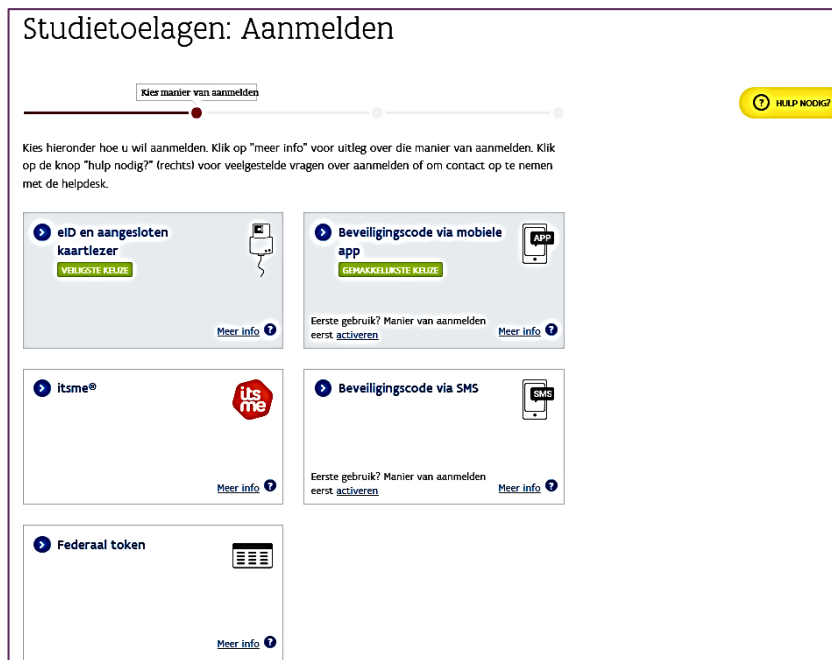 Studietoelagen: Aanmelden
Kies manier van aanmelden
HULP NODIG?
Kies hieronder hoe u wil aanmelden. Klik op "meer info" voor uitleg over die manier van aanmelden. Klik
op de knop "hulp nodig?" (rechts) voor veelgestelde vragen over aanmelden of om contact op te nemen
met de helpdesk.
eID en aangesloten
kaartlezer
VEILIGSTE KEUZE
Meer info
Beveiligingscode via mobiele
app
GEMAKKELIJKSTE KEUZE
APP
Eerste gebruik? Manier van aanmelden
eerst activeren
Meer info
itsme®
its
me
Meer info
Beveiligingscode via SMS
SMS
Eerste gebruik? Manier van aanmelden
eerst activeren
Meer info
Federaal token
Meer info